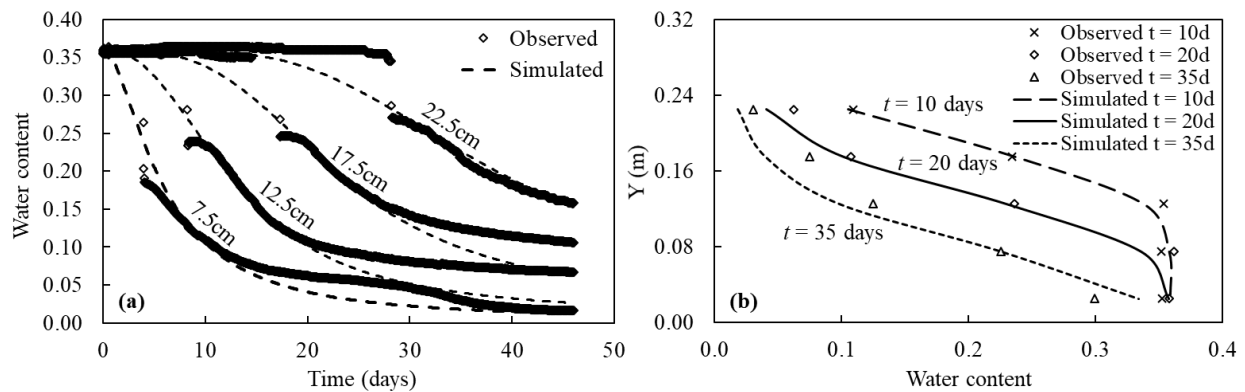 0.40
0.35
0.30
0.25
0.20
0.15
0.10
0.05
0.00
Water content
0
10
20
30
40
50
Time (days)
Observed
Simulated
22.5cm
17.5cm
12.5cm
7.5cm
(a)
0.32
0.24
0.16
0.08
0.00
Y (m)
0.0
0.1
0.2
0.3
0.4
Water content
Observed t = 10d
Observed t = 20d
Observed t = 35d
Simulated t = 10d
Simulated t = 20d
Simulated t = 35d
t = 10 days
t = 20 days
t = 35 days
(b)